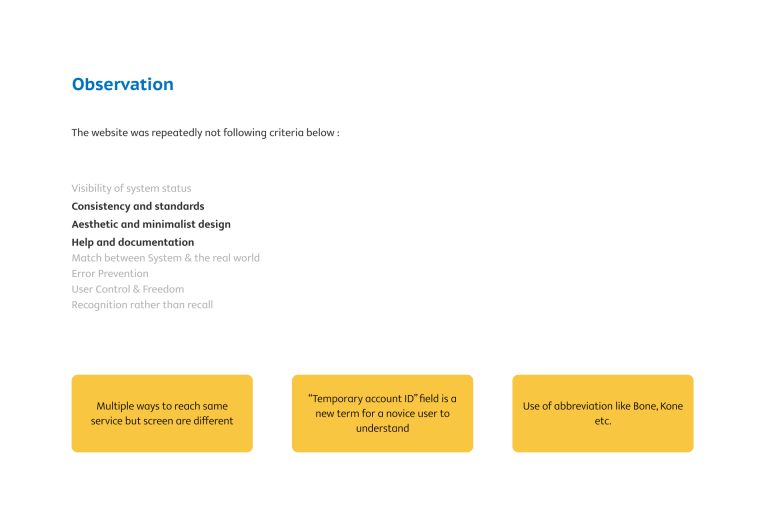 Observation
The website was repeatedly not following criteria below :
Visibility of system status
Consistency and standards
Aesthetic and minimalist design
Help and documentation
Match between System & the real world
Error Prevention
User Control & Freedom
Recognition rather than recall
Multiple ways to reach same
service but screen are different
“Temporary account ID” field is a
new term for a novice user to
understand
Use of abbreviation like Bone, Kone
etc.